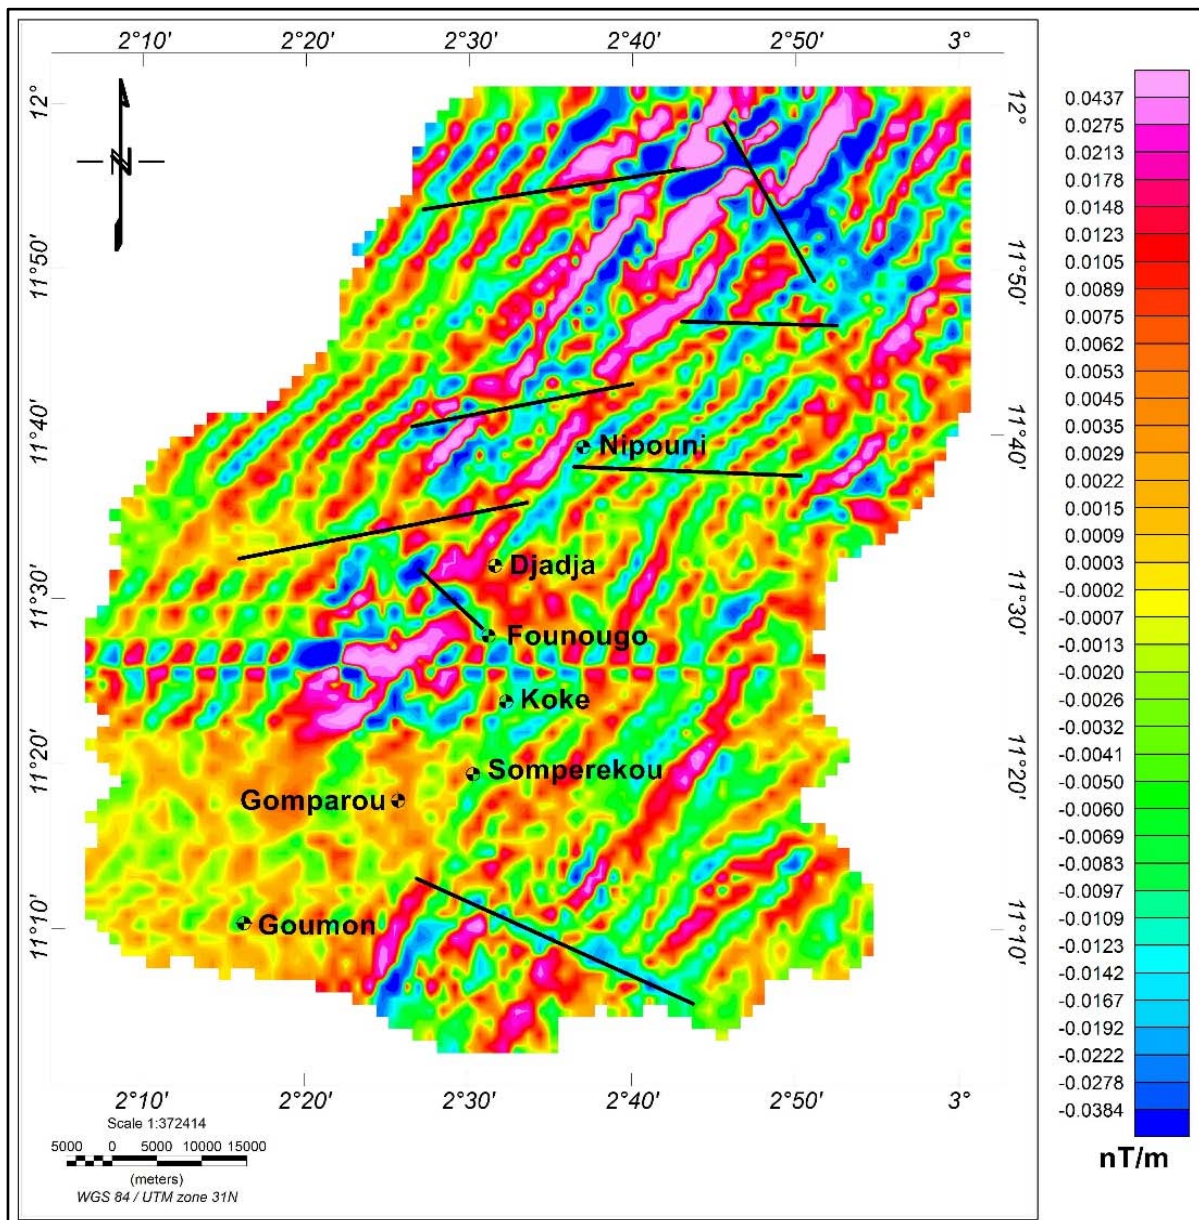 2°10' 2°20' 2°30' 2°40' 2°50' 3°
12° 12°
N
11°50' 11°50'
11°40' 11°40'
Nipouni
Djadja
11°30' 11°30'
Founougo
Koke
11°20' 11°20'
Somperekou
Gomparou
11°10' 11°10'
Goumon
2°10' 2°20' 2°30' 2°40' 2°50' 3°
Scale 1:372414
5000 0 5000 10000 15000
(meters)
WGS 84 / UTM zone 31N
0.0437
0.0275
0.0213
0.0178
0.0148
0.0123
0.0105
0.0089
0.0075
0.0062
0.0053
0.0045
0.0035
0.0029
0.0022
0.0015
0.0009
0.0003
-0.0002
-0.0007
-0.0013
-0.0020
-0.0026
-0.0032
-0.0041
-0.0050
-0.0060
-0.0069
-0.0083
-0.0097
-0.0109
-0.0123
-0.0142
-0.0167
-0.0192
-0.0222
-0.0278
-0.0384
nT/m